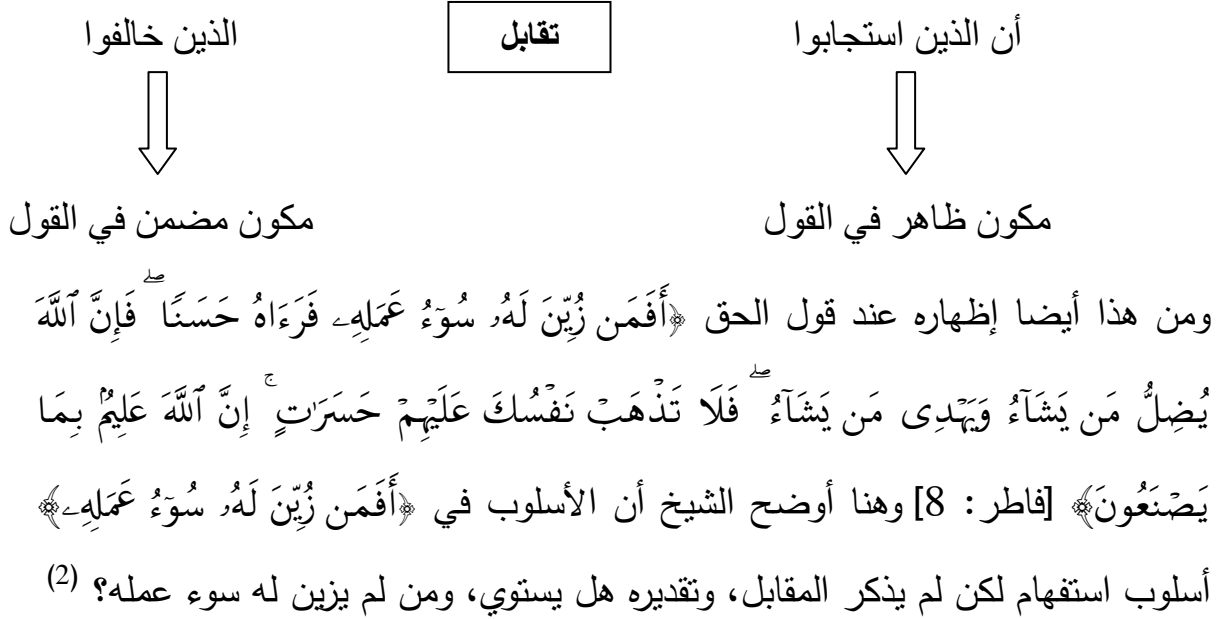 أن الذين استجابوا تقابل الذين خالفوا
مكون ظاهر في القول مكون مضمن في القول
ومن هذا أيضا إظهاره عند قول الحق ﴿أَفَمَن زُيِّنَ لَهُۥ سُوٓءُ عَمَلِهِۦ فَرَءَاهُ حَسَنًا ۖ فَإِنَّ ٱللَّهَ
يُضِلُّ مَن يَشَآءُ وَيَهْدِى مَن يَشَآءُ ۖ فَلَا تَذْهَبْ نَفْسُكَ عَلَيْهِمْ حَسَرَٰتٍ ۚ إِنَّ ٱللَّهَ عَلِيمٌۢ بِمَا
يَصْنَعُونَ﴾ [فاطر: 8] وهنا أوضح الشيخ أن الأسلوب في ﴿أَفَمَن زُيِّنَ لَهُۥ سُوٓءُ عَمَلِهِۦ﴾
أسلوب استفهام لكن لم يذكر المقابل، وتقديره هل يستوي، ومن لم يزين له سوء عمله؟ (2)